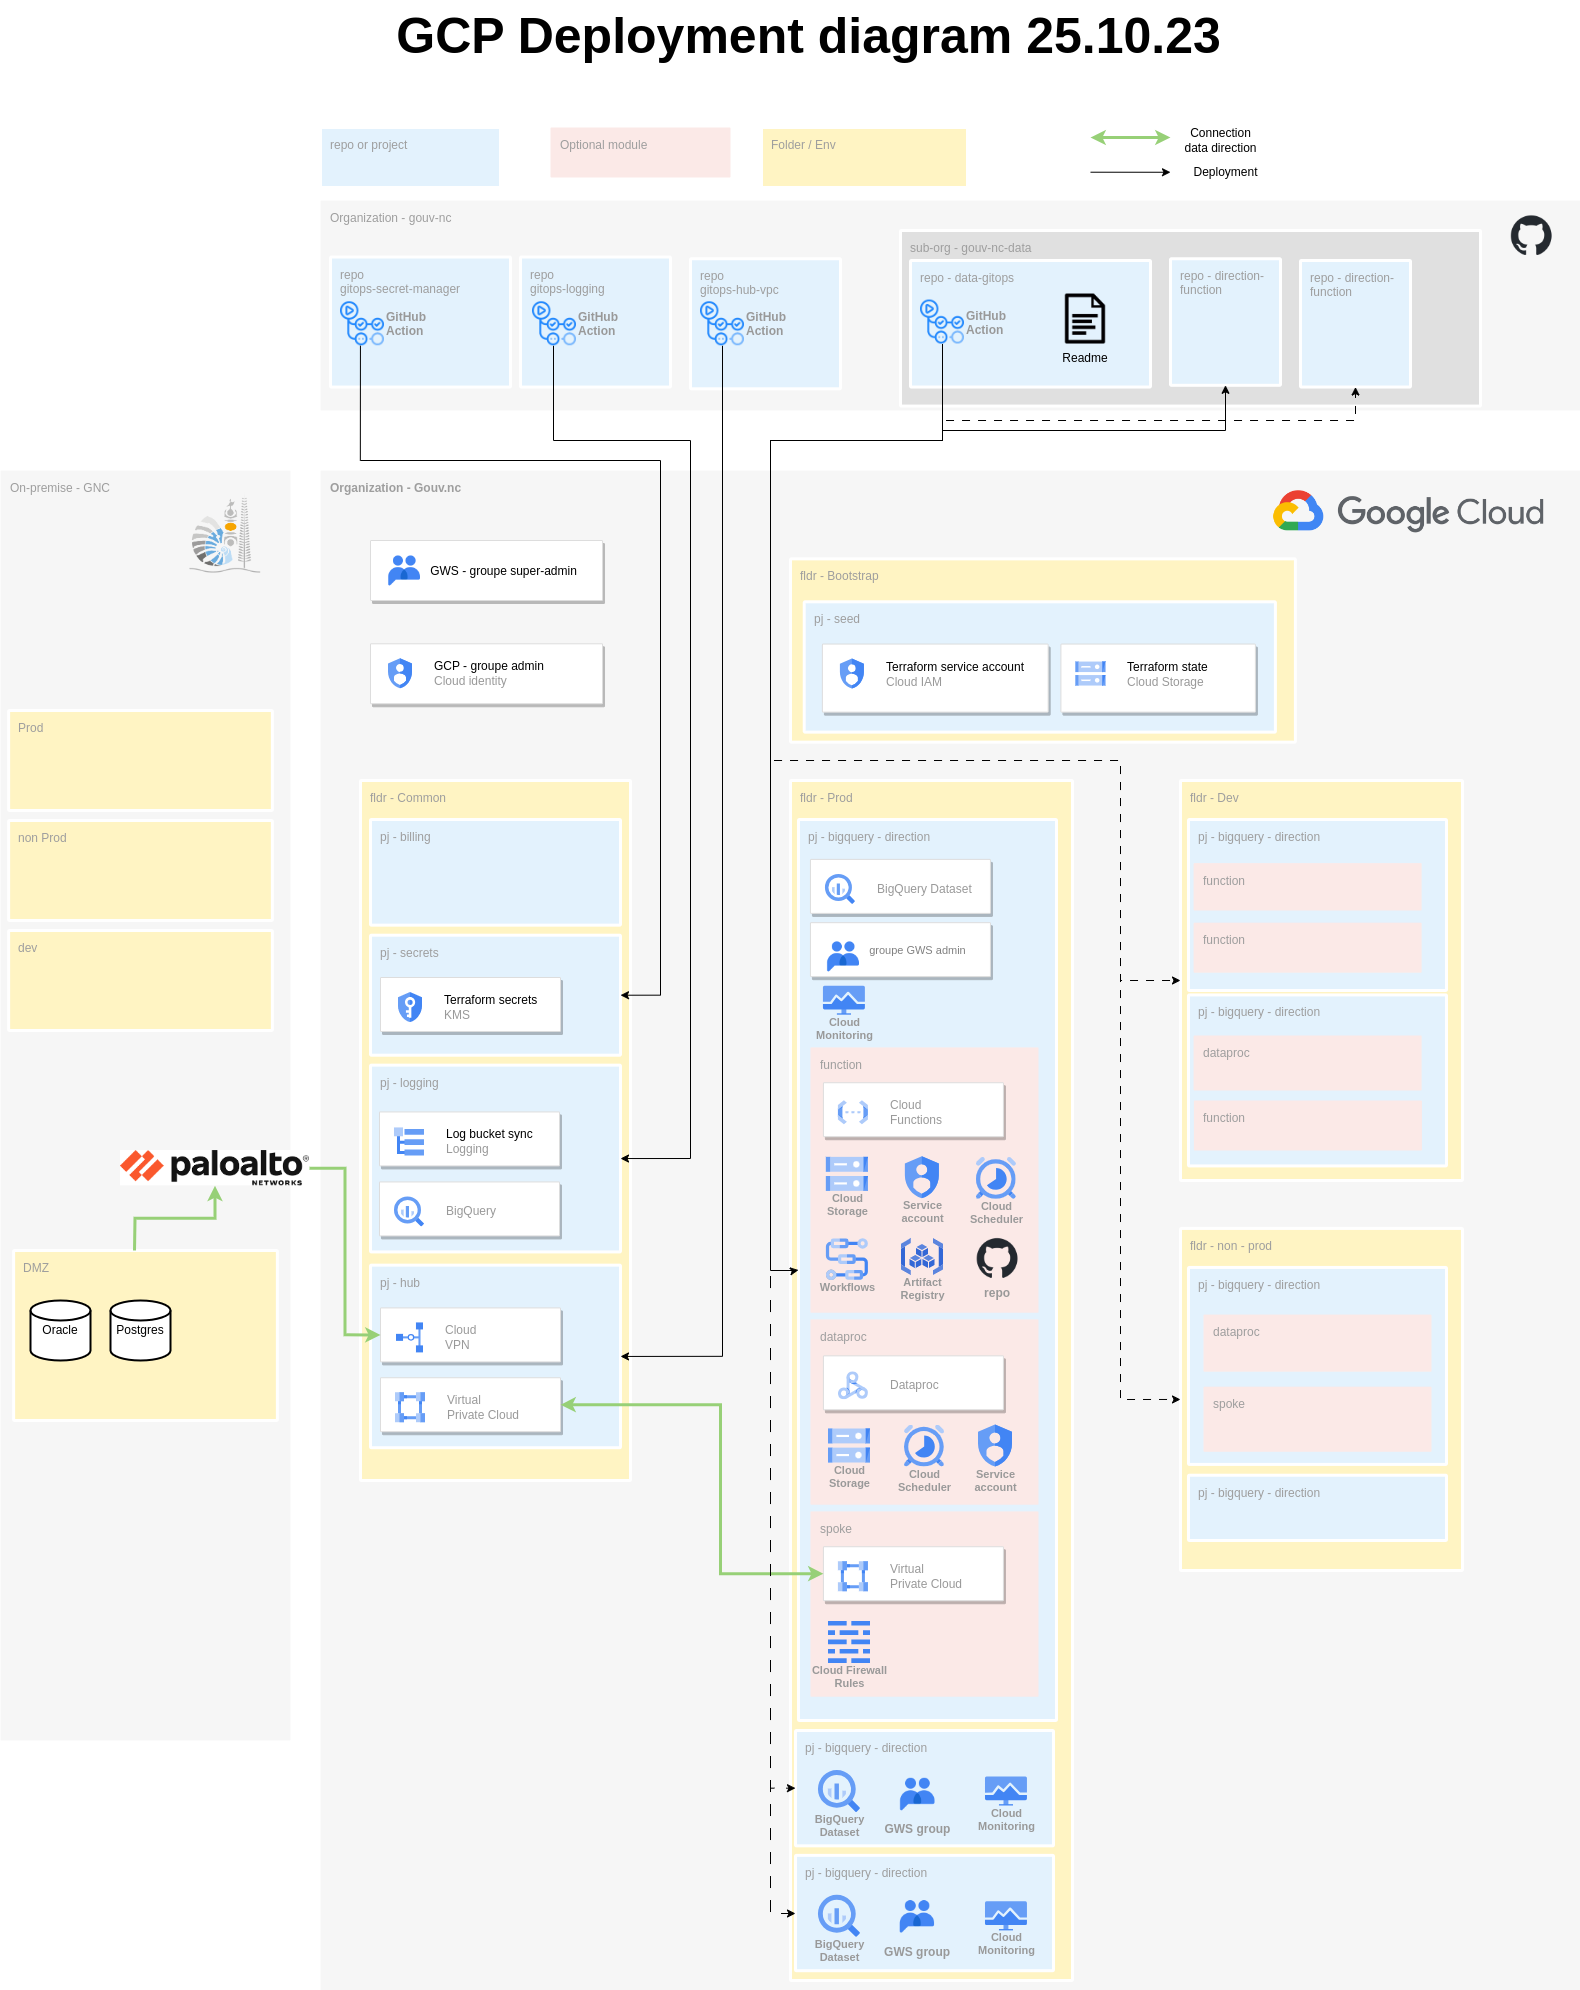 GCP Deployment diagram 25.10.23
repo or project
Optional module
Folder / Env
Connection
data direction
Deployment
Organization - gouv-nc
repo
gitops-secret-manager
GitHub
Action
repo
gitops-logging
GitHub
Action
repo
gitops-hub-vpc
GitHub
Action
sub-org - gouv-nc-data
repo - data-gitops
GitHub
Action
Readme
repo - direction-
function
repo - direction-
function
On-premise - GNC
Prod
non Prod
dev
paloalto®
NETWORKS
DMZ
Oracle
Postgres
Organization - Gouv.nc
Google Cloud
GWS - groupe super-admin
GCP - groupe admin
Cloud identity
fldr - Bootstrap
pj - seed
Terraform service account
Cloud IAM
Terraform state
Cloud Storage
fldr - Common
pj - billing
pj - secrets
Terraform secrets
KMS
pj - logging
Log bucket sync
Logging
BigQuery
pj - hub
Cloud
VPN
Virtual
Private Cloud
fldr - Prod
pj - bigquery - direction
BigQuery Dataset
groupe GWS admin
Cloud
Monitoring
function
Cloud
Functions
Cloud
Storage
Service
account
Cloud
Scheduler
Workflows
Artifact
Registry
repo
dataproc
Dataproc
Cloud
Storage
Cloud
Scheduler
Service
account
spoke
Virtual
Private Cloud
Cloud Firewall
Rules
pj - bigquery - direction
BigQuery
Dataset
GWS group
Cloud
Monitoring
pj - bigquery - direction
BigQuery
Dataset
GWS group
Cloud
Monitoring
fldr - Dev
pj - bigquery - direction
function
function
pj - bigquery - direction
dataproc
function
fldr - non - prod
pj - bigquery - direction
dataproc
spoke
pj - bigquery - direction